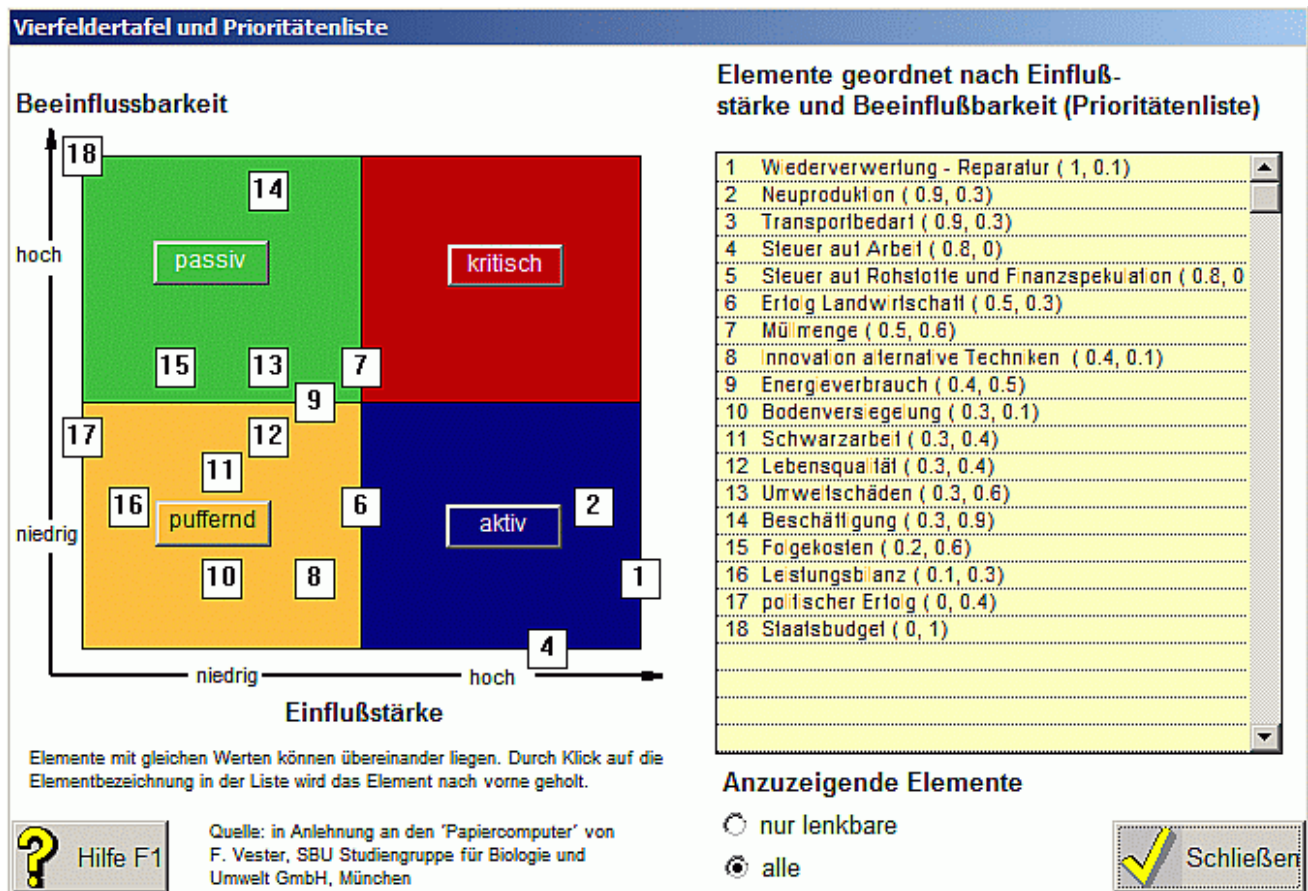 Vierfeldertafel und Prioritätenliste
Beeinflussbarkeit
18
14
hoch
passiv
kritisch
15
13
7
9
17
12
11
16
6
2
puffernd
aktiv
niedrig
10
8
1
4
niedrig
hoch
Einflußstärke
Elemente mit gleichen Werten können übereinander liegen. Durch Klick auf die
Elementbezeichnung in der Liste wird das Element nach vorne geholt.
Hilfe F1
Quelle: in Anlehnung an den ´Papiercomputer´ von
F. Vester, SBU Studiengruppe für Biologie und
Umwelt GmbH, München
Elemente geordnet nach Einfluß-
stärke und Beeinflußbarkeit (Prioritätenliste)
1 Wiederverwertung - Reparatur ( 1, 0.1)
2 Neuproduktion ( 0.9, 0.3)
3 Transportbedarf ( 0.9, 0.3)
4 Steuer auf Arbeit ( 0.8, 0)
5 Steuer auf Rohstoffe und Finanzspekulation ( 0.8, 0
6 Erfolg Landwirtschaft ( 0.5, 0.3)
7 Müllmenge ( 0.5, 0.6)
8 Innovation alternative Techniken ( 0.4, 0.1)
9 Energieverbrauch ( 0.4, 0.5)
10 Bodenversiegelung ( 0.3, 0.1)
11 Schwarzarbeit ( 0.3, 0.4)
12 Lebensqualität ( 0.3, 0.4)
13 Umweltschäden ( 0.3, 0.6)
14 Beschäftigung ( 0.3, 0.9)
15 Folgekosten ( 0.2, 0.6)
16 Leistungsbilanz ( 0.1, 0.3)
17 politischer Erfolg ( 0, 0.4)
18 Staatsbudget ( 0, 1)
Anzuzeigende Elemente
nur lenkbare
alle
Schließen